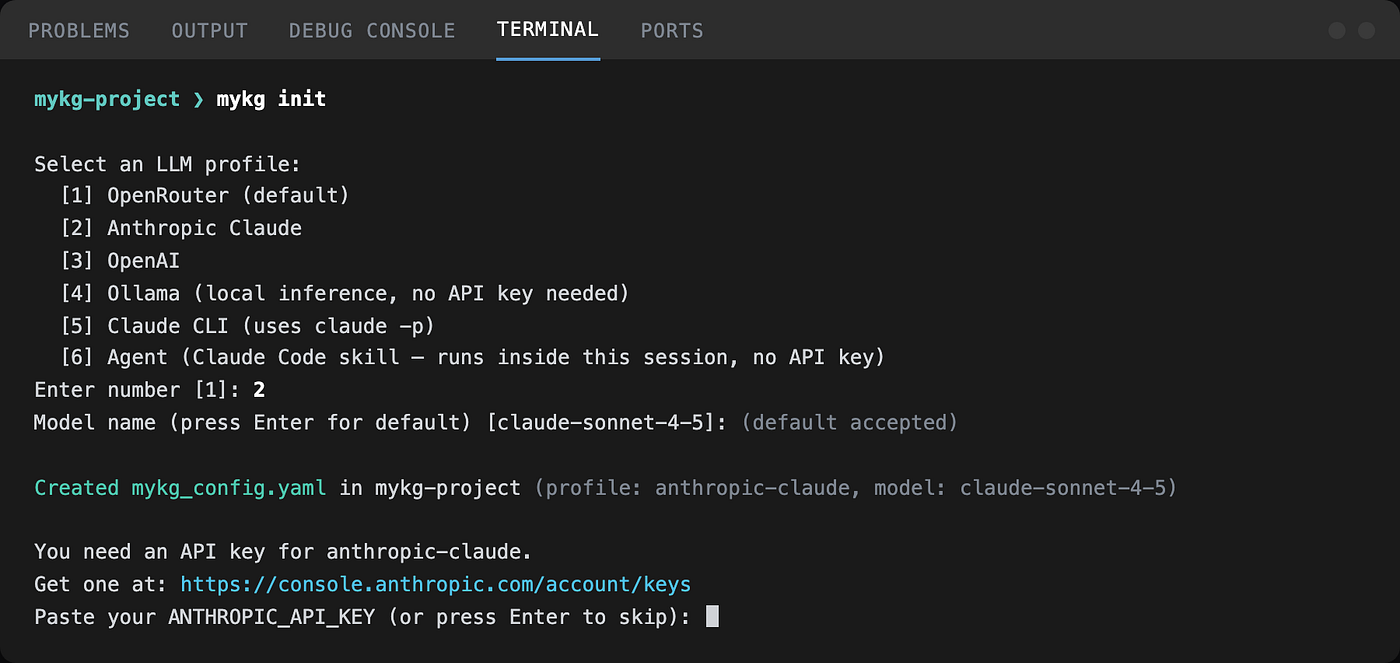 PROBLEMS OUTPUT DEBUG CONSOLE TERMINAL PORTS
mykg-project ❯ mykg init
Select an LLM profile:
[1] OpenRouter (default)
[2] Anthropic Claude
[3] OpenAI
[4] Ollama (local inference, no API key needed)
[5] Claude CLI (uses claude -p)
[6] Agent (Claude Code skill — runs inside this session, no API key)
Enter number [1]: 2
Model name (press Enter for default) [claude-sonnet-4-5]: (default accepted)
Created mykg_config.yaml in mykg-project (profile: anthropic-claude, model: claude-sonnet-4-5)
You need an API key for anthropic-claude.
Get one at: https://console.anthropic.com/account/keys
Paste your ANTHROPIC_API_KEY (or press Enter to skip):